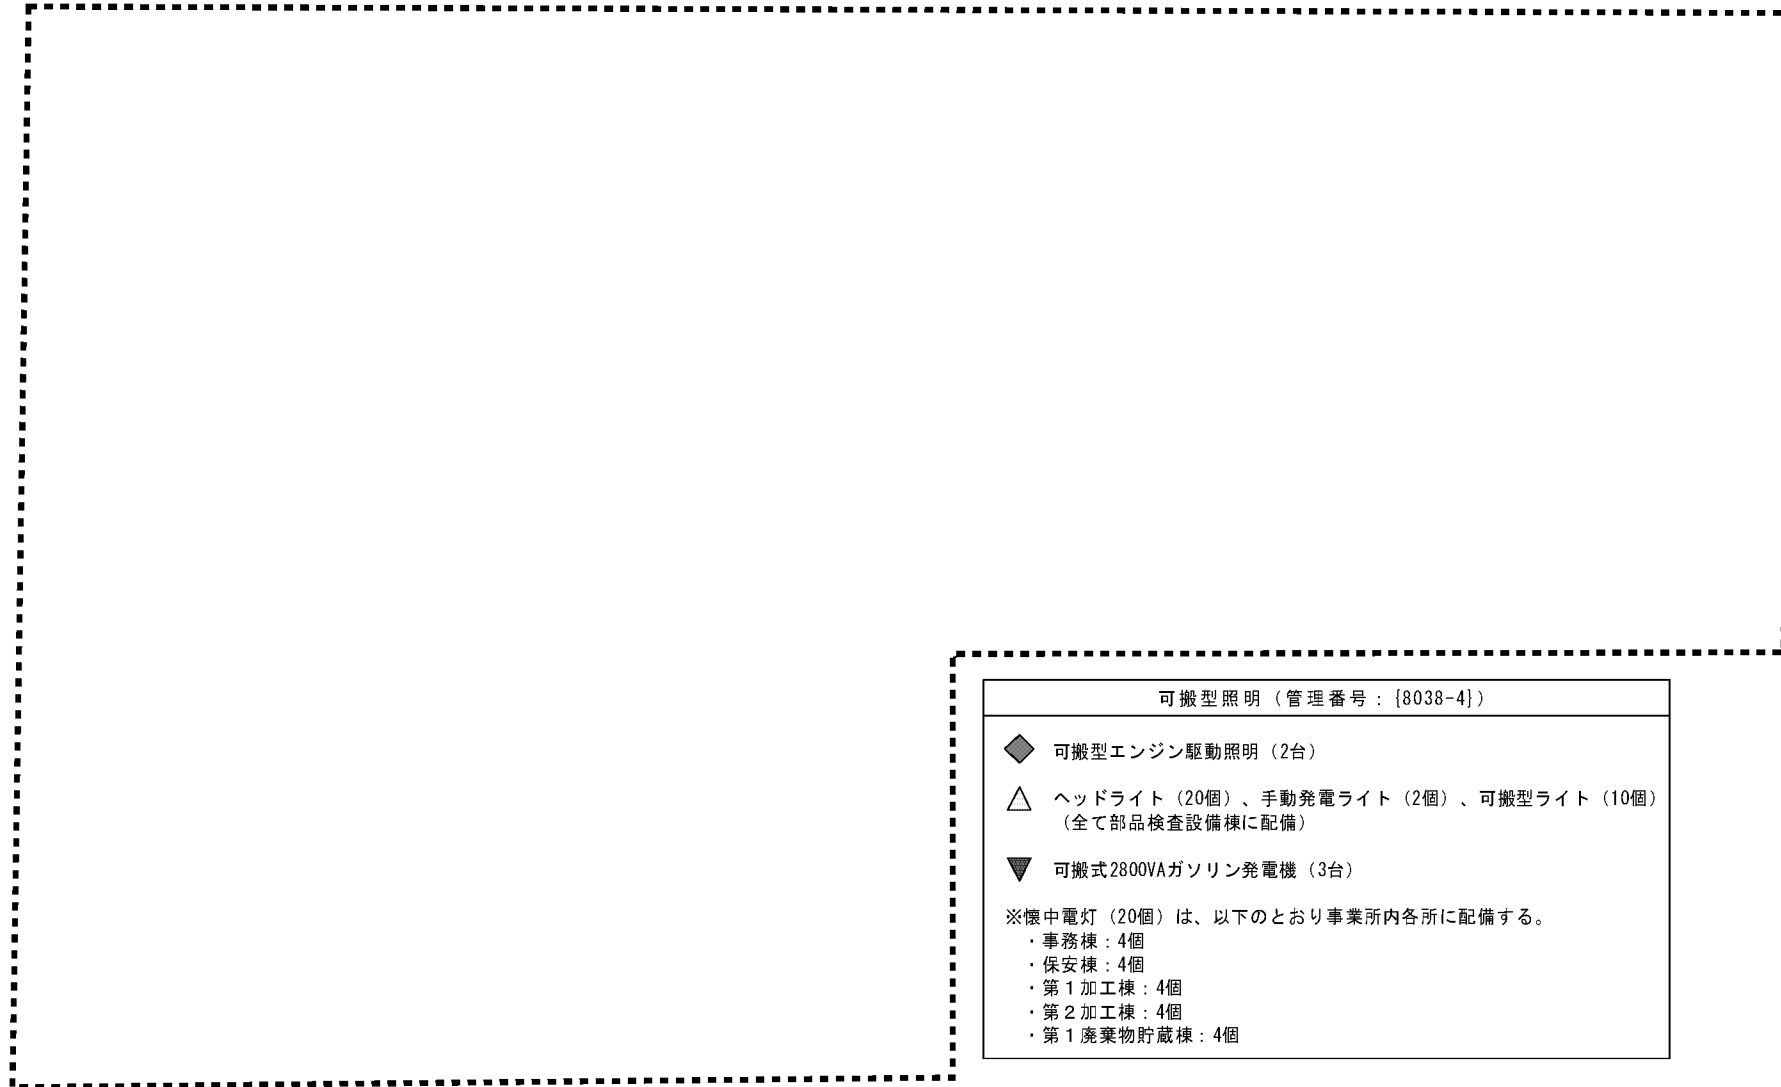 可搬型照明（管理番号：{8038-4}）
可搬型エンジン駆動照明（2台）
ヘッドライト（20個）、手動発電ライト（2個）、可搬型ライト（10個）
（全て部品検査設備棟に配備）
可搬式2800VAガソリン発電機（3台）
※懐中電灯（20個）は、以下のとおり事業所内各所に配備する。
・事務棟：4個
・保安棟：4個
・第１加工棟：4個
・第２加工棟：4個
・第１廃棄物貯蔵棟：4個